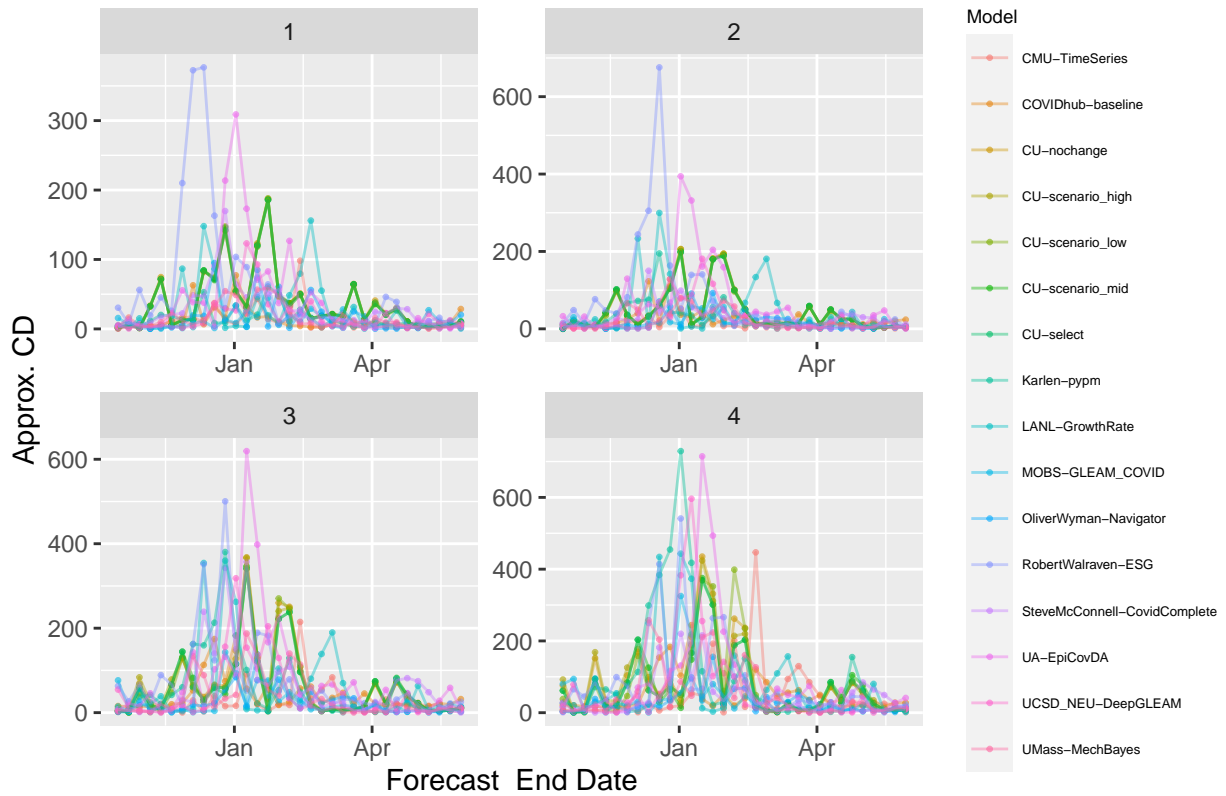 1
2
300
200
100
0
Jan
Apr
600
400
200
0
Jan
Apr
3
4
600
400
200
0
Jan
Apr
600
400
200
0
Jan
Apr
Approx. CD
Forecast  End Date
Model
CMU−TimeSeries
COVIDhub−baseline
CU−nochange
CU−scenario_high
CU−scenario_low
CU−scenario_mid
CU−select
Karlen−pypm
LANL−GrowthRate
MOBS−GLEAM_COVID
OliverWyman−Navigator
RobertWalraven−ESG
SteveMcConnell−CovidComplete
UA−EpiCovDA
UCSD_NEU−DeepGLEAM
UMass−MechBayes